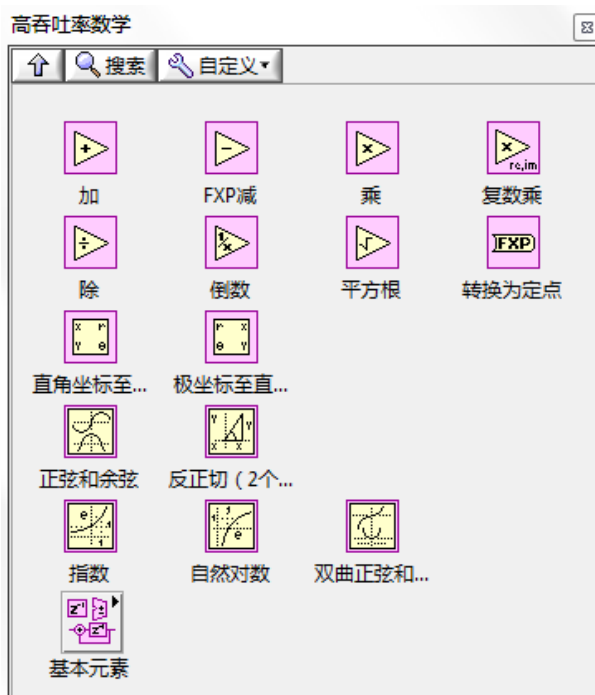 高吞吐率数学
搜索 自定义
加 FXP减 乘 复数乘
re,im
除 倒数 平方根 转换为定点
FXP
直角坐标至... 极坐标至直...
正弦和余弦 反正切（2个...
指数 自然对数 双曲正弦和...
基本元素